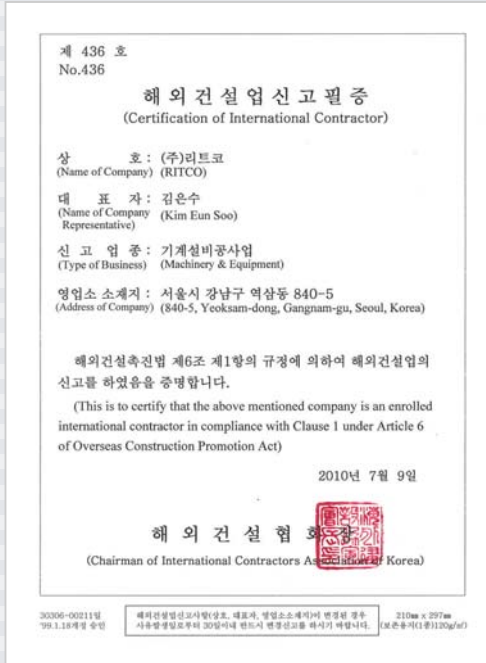 제 436 호
No.436
해외건설업신고필증
(Certification of International Contractor)
상 호 : (주)리트코
(Name of Company) (RITCO)
대 표 자 : 김은수
(Name of Company Representative) (Kim Eun Soo)
신 고 업 종 : 기계설비공사업
(Type of Business) (Machinery & Equipment)
영업소 소재지 : 서울시 강남구 역삼동 840-5
(Address of Company) (840-5, Yeoksam-dong, Gangnam-gu, Seoul, Korea)
해외건설촉진법 제6조 제1항의 규정에 의하여 해외건설업의
신고를 하였음을 증명합니다.
(This is to certify that the above mentioned company is an enrolled
international contractor in compliance with Clause 1 under Article 6
of Overseas Construction Promotion Act)
2010년 7월 9일
해 외 건 설 협 회 장
(Chairman of International Contractors Association of Korea)
30306-00211일
'99.1.18개정 승인
해외건설업신고사항(상호, 대표자, 영업소소재지)이 변경된 경우
사유발생일로부터 30일이내 반드시 변경신고를 하시기 바랍니다.
210㎜ x 297㎜
(보존용지(1종)120g/㎡)